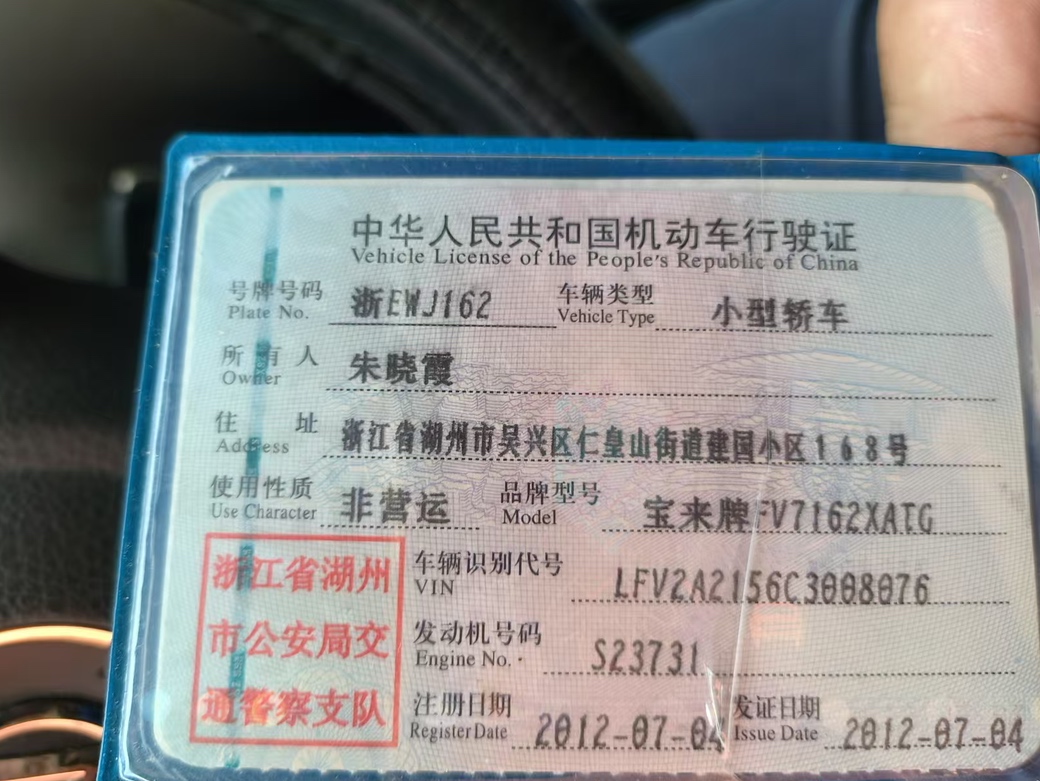 中华人民共和国机动车行驶证
Vehicle License of the People's Republic of China
号牌号码 浙EWJ162 车辆类型 小型轿车
Plate No. Vehicle Type
所有人 朱晓霞
Owner
住址 浙江省湖州市吴兴区仁皇山街道建国小区168号
Address
使用性质 非营运 品牌型号 宝来牌FV7162XATG
Use Character Model
浙江省湖州
市公安局交
通警察支队
车辆识别代号 LFV2A2156C3008076
VIN
发动机号码 S23731
Engine No.
注册日期 2012-07-04 发证日期 2012-07-04
Register Date Issue Date